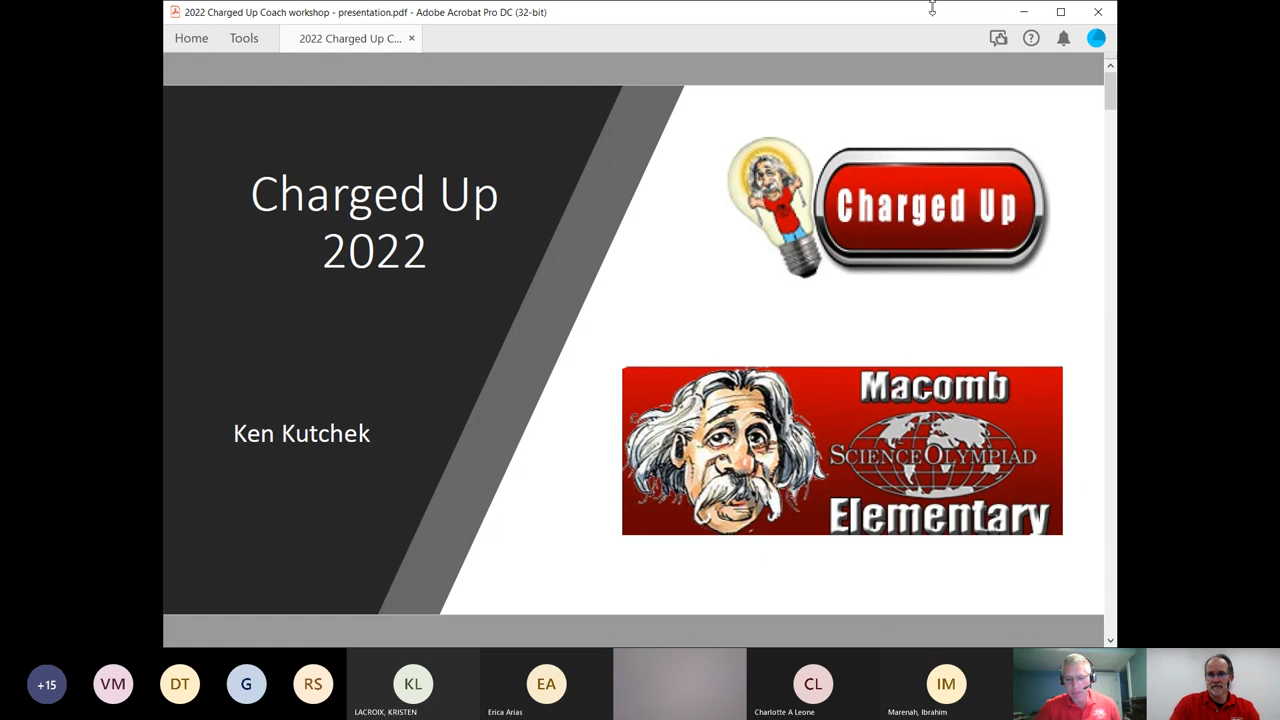 2022 Charged Up Coach workshop - presentation.pdf - Adobe Acrobat Pro DC (32-bit)
Home
Tools
2022 Charged Up C...
Charged Up
2022
Ken Kutchek
Charged Up
Macomb
SCIENCE OLYMPIAD
Elementary
+15
VM
DT
G
RS
KL
LACROIX, KRISTEN
EA
Erica Arias
CL
Charlotte A Leone
IM
Marenah, Ibrahim